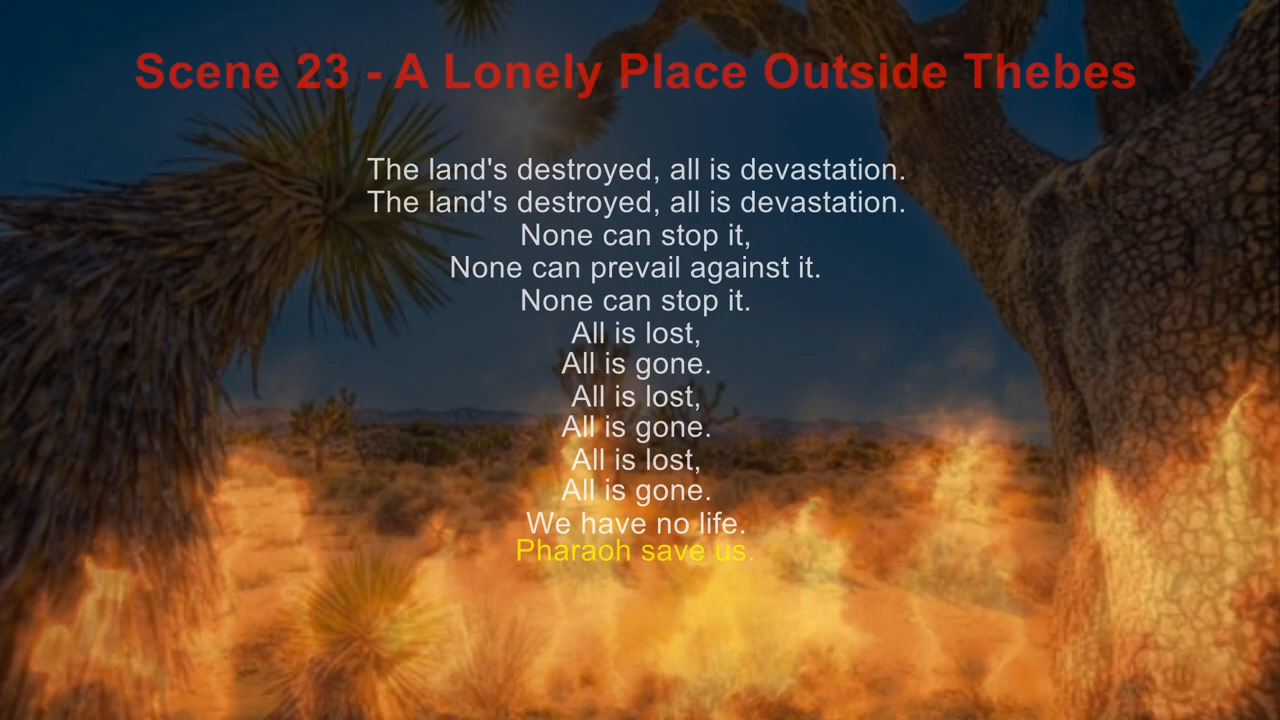 Scene 23 - A Lonely Place Outside Thebes
The land's destroyed, all is devastation.
The land's destroyed, all is devastation.
None can stop it,
None can prevail against it.
None can stop it.
All is lost,
All is gone.
All is lost,
All is gone.
All is lost,
All is gone.
We have no life.
Pharaoh save us.